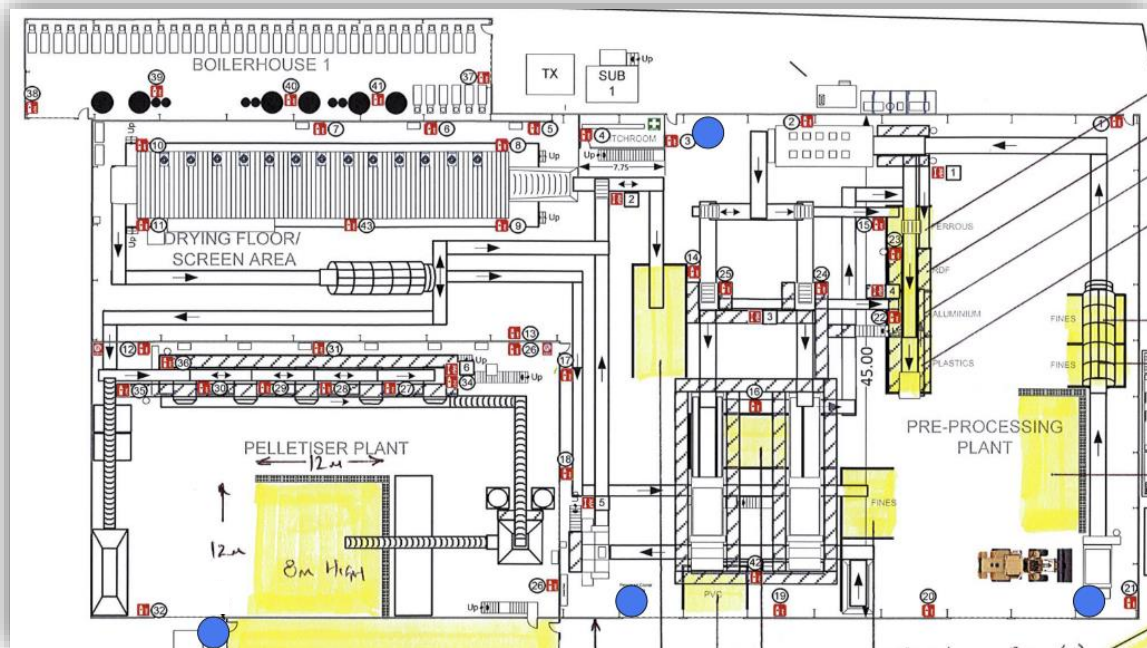 BOILERHOUSE 1
39
40
41
37
38
TX
SUB
1
Up
2
1
7
6
5
4
TCHROOM
3
Up
7.75
Up
10
8
Up
1
2
11
43
9
Up
Up
DRYING FLOOR/
SCREEN AREA
15
FERROUS
23
RDF
14
25
24
4
ALUMINIUM
22
Up
3
FINES
FINES
PLASTICS
45.00
12
31
13
26
17
36
Up
6
34
Up
35
30
29
28
27
16
PRE-PROCESSING
PLANT
PELLETISER PLANT
12M
18
12M
8M HIGH
5
FINES
42
26
PVC
32
Up
19
20
21